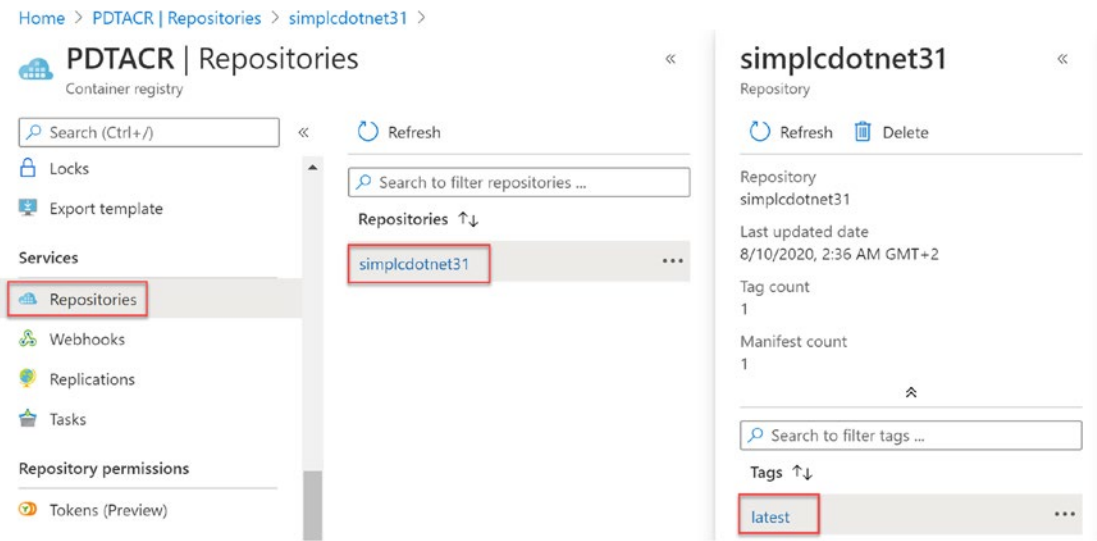 Home > PDTACR | Repositories > simplcdotnet31 >
PDTACR | Repositories
Container registry
«
Search (Ctrl+/)
«
Locks
Export template
Services
Repositories
Webhooks
Replications
Tasks
Repository permissions
Tokens (Preview)
Refresh
Search to filter repositories ...
Repositories ↑↓
simplcdotnet31
...
simplcdotnet31
«
Repository
Refresh
Delete
Repository
simplcdotnet31
Last updated date
8/10/2020, 2:36 AM GMT+2
Tag count
1
Manifest count
1
Search to filter tags ...
Tags ↑↓
latest
...